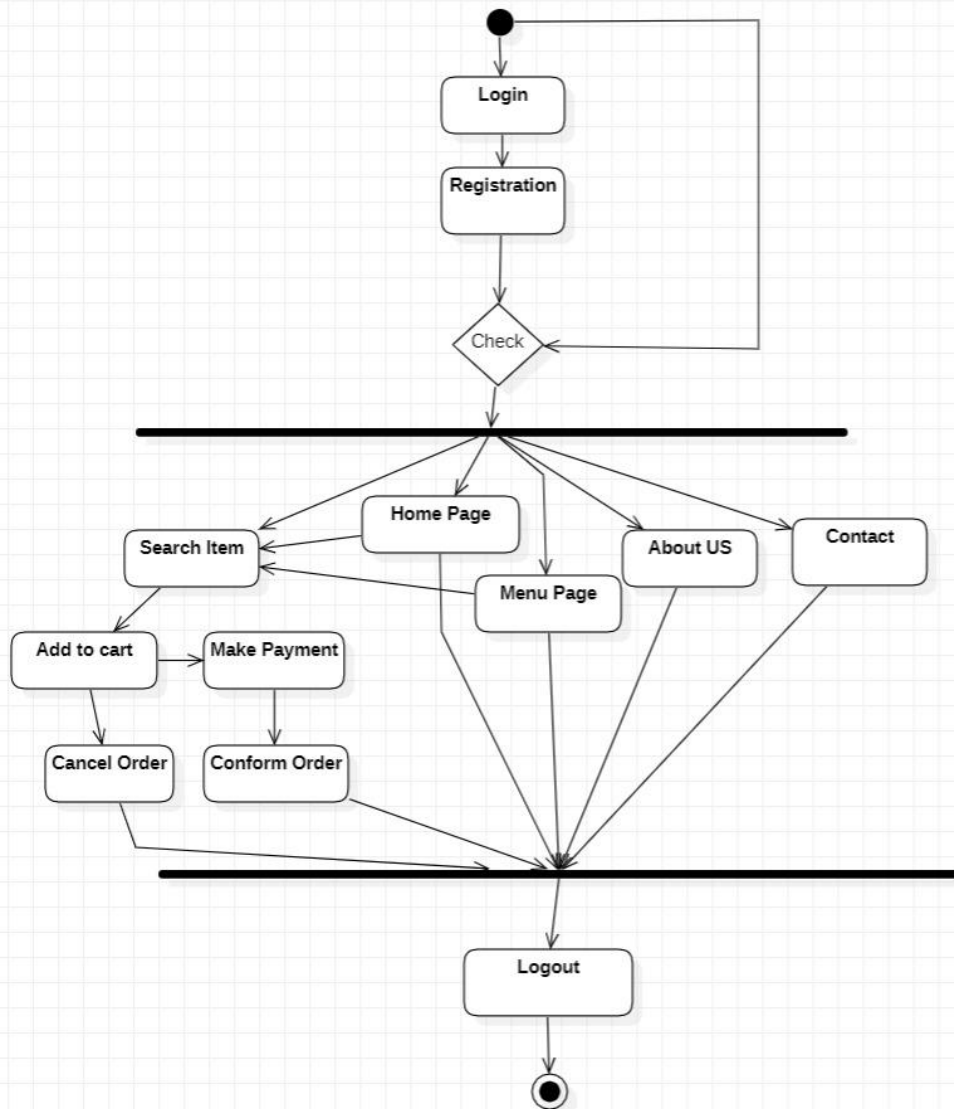 Login
Registration
Check
Home Page
Search Item
About US
Contact
Menu Page
Add to cart
Make Payment
Cancel Order
Conform Order
Logout